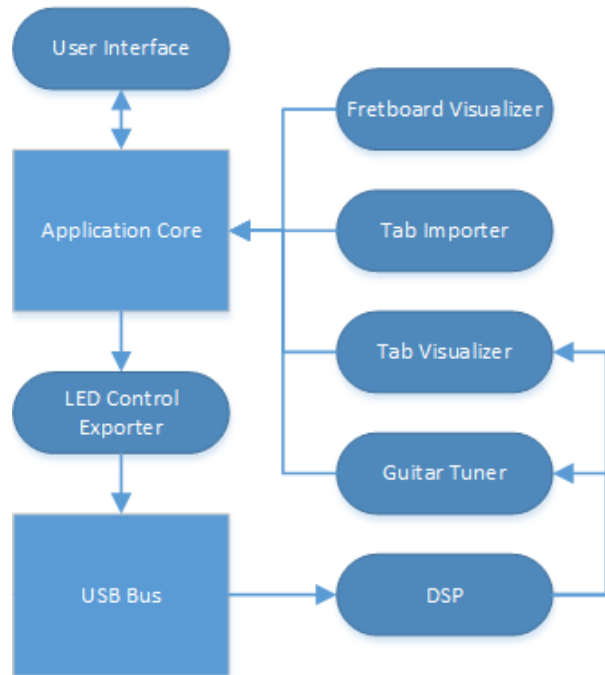 User Interface
Fretboard Visualizer
Application Core
Tab Importer
Tab Visualizer
LED Control
Exporter
Guitar Tuner
USB Bus
DSP